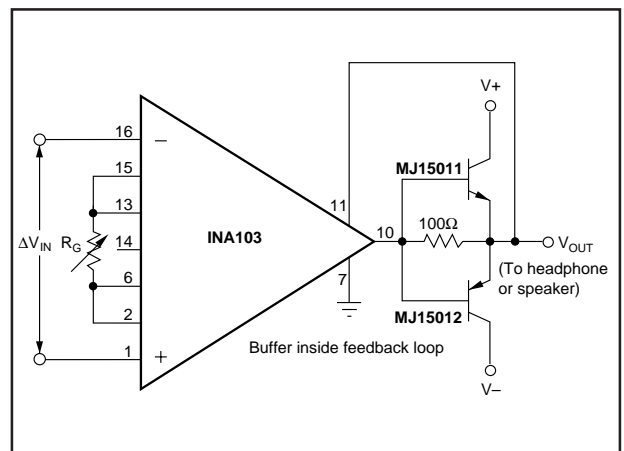 V+
16
–
MJ15011
15
11
13
100Ω
ΔV_IN
R_G
14
INA103
10
V_OUT
6
7
(To headphone
or speaker)
2
MJ15012
1
+
Buffer inside feedback loop
V–